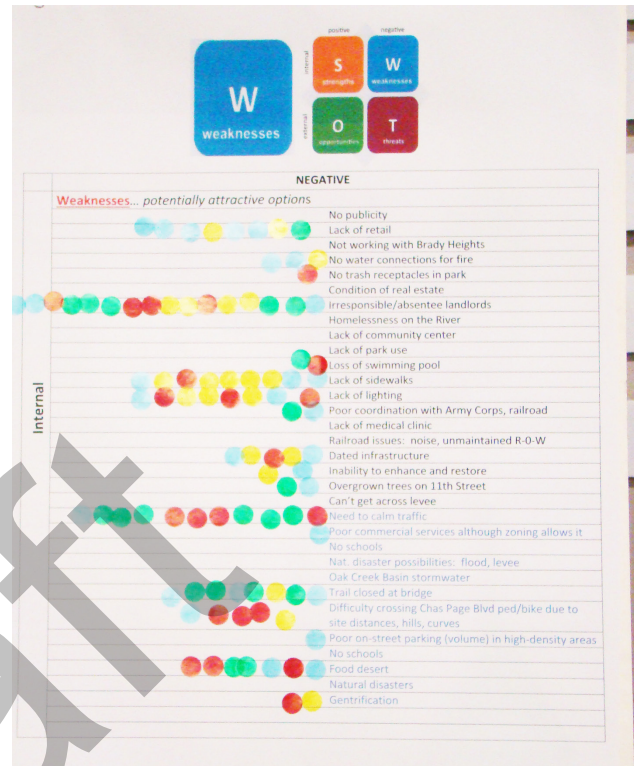 positive negative
internal
S W
strengths weaknesses
W
weaknesses
external
O T
opportunities threats
NEGATIVE
Weaknesses... potentially attractive options
Internal
No publicity
Lack of retail
Not working with Brady Heights
No water connections for fire
No trash receptacles in park
Condition of real estate
Irresponsible/absentee landlords
Homelessness on the River
Lack of community center
Lack of park use
Loss of swimming pool
Lack of sidewalks
Lack of lighting
Poor coordination with Army Corps, railroad
Lack of medical clinic
Railroad issues: noise, unmaintained R-0-W
Dated infrastructure
Inability to enhance and restore
Overgrown trees on 11th Street
Can't get across levee
Need to calm traffic
Poor commercial services although zoning allows it
No schools
Nat. disaster possibilities: flood, levee
Oak Creek Basin stormwater
Trail closed at bridge
Difficulty crossing Chas Page Blvd ped/bike due to
site distances, hills, curves
Poor on-street parking (volume) in high-density areas
No schools
Food desert
Natural disasters
Gentrification